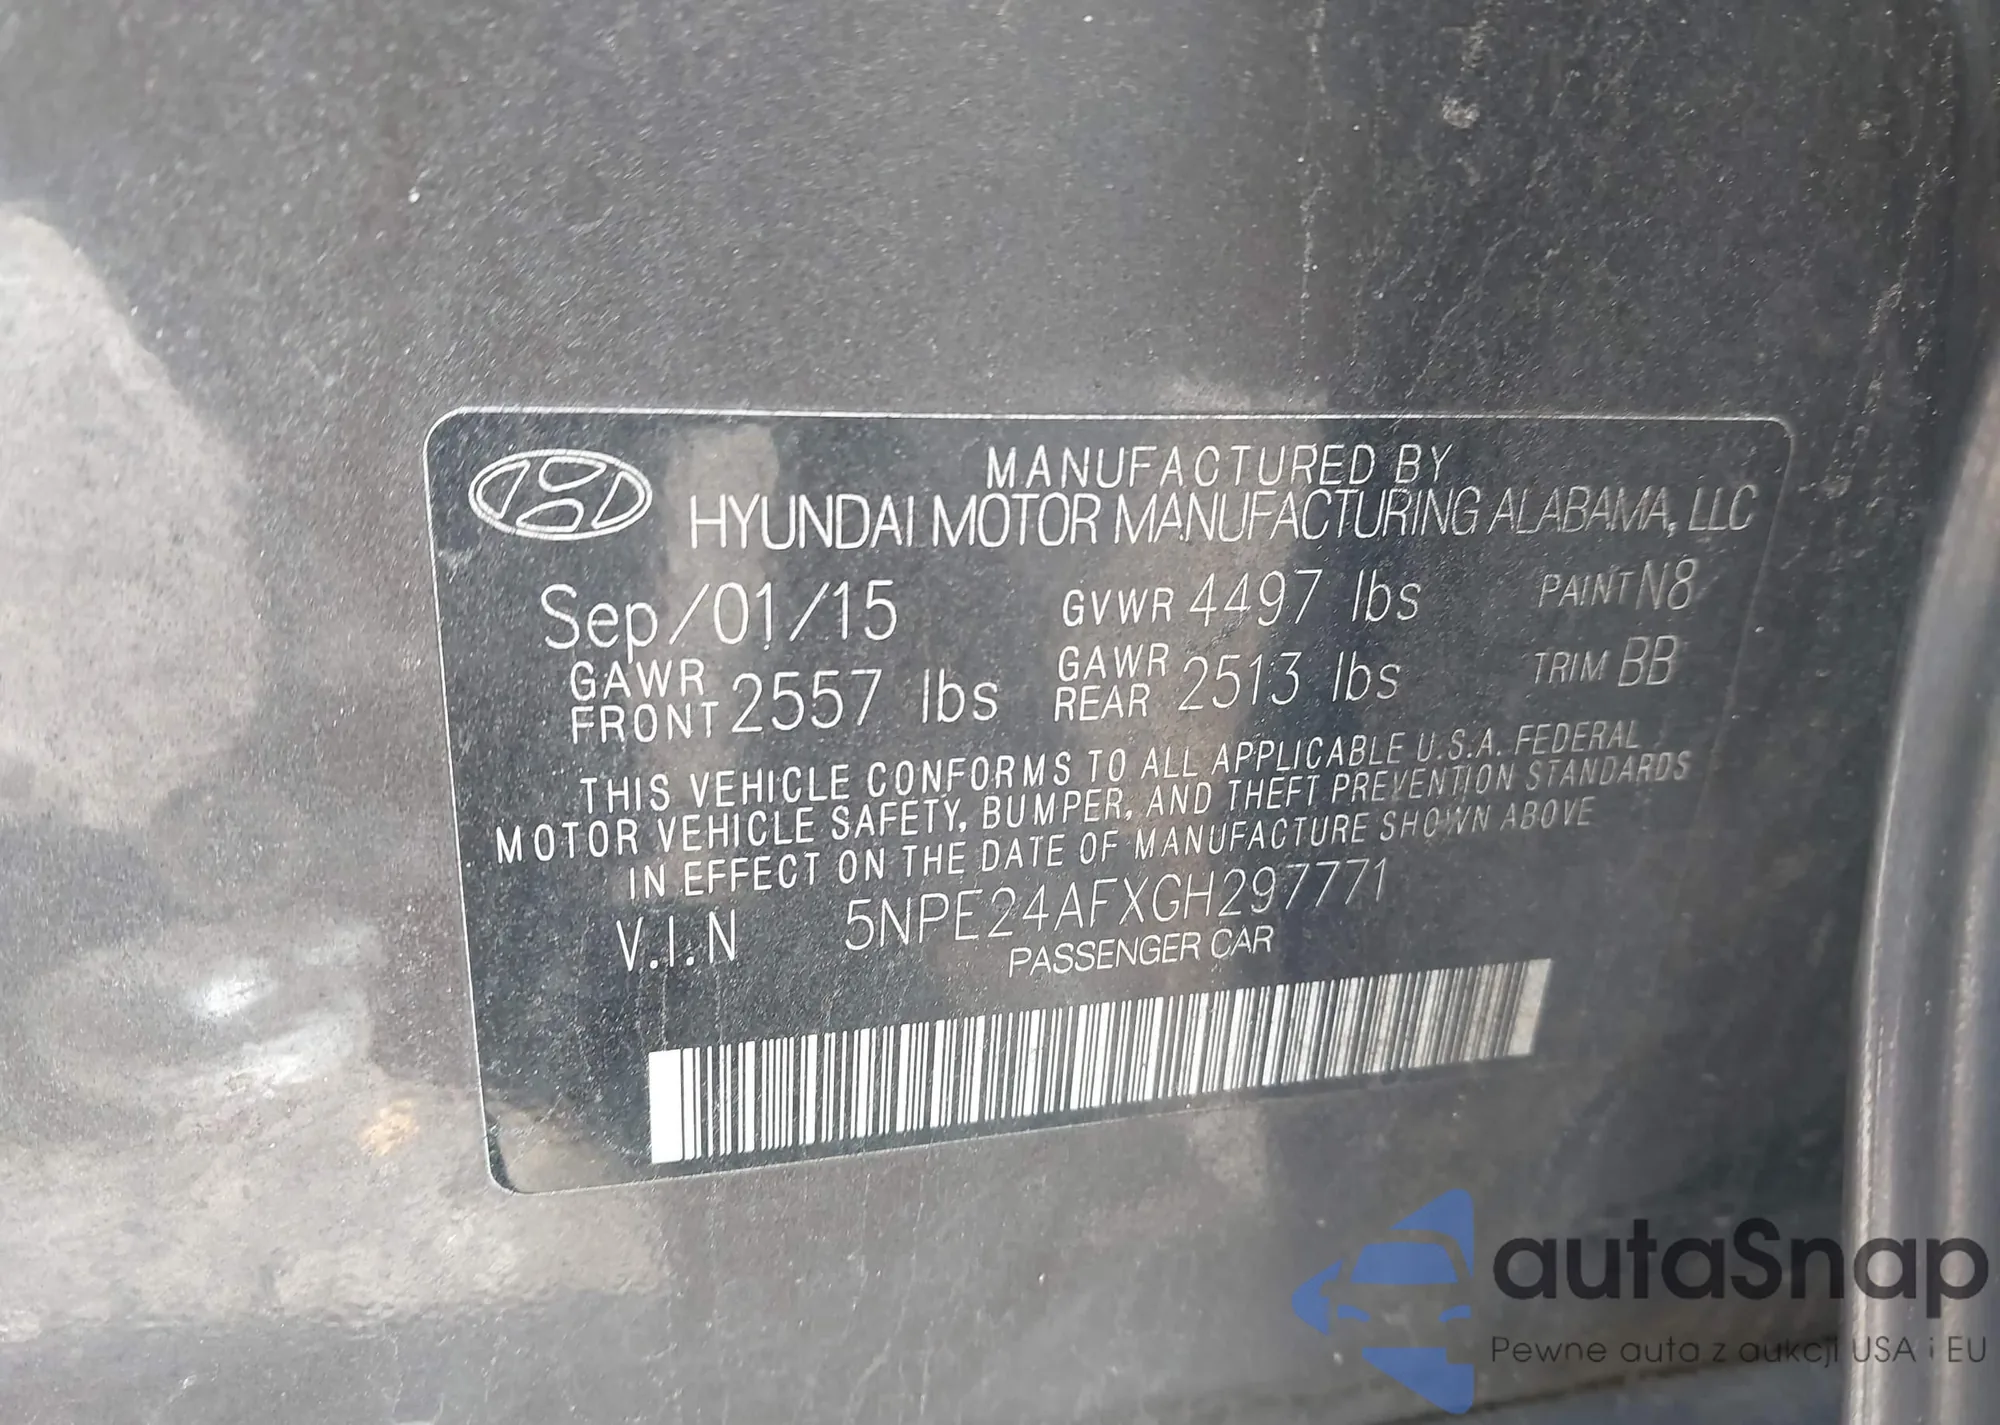 MANUFACTURED BY
HYUNDAI MOTOR MANUFACTURING ALABAMA, LLC
Sep/01/15 GVWR 4497 lbs PAINT N8
GAWR FRONT 2557 lbs GAWR REAR 2513 lbs TRIM BB
THIS VEHICLE CONFORMS TO ALL APPLICABLE U.S.A. FEDERAL
MOTOR VEHICLE SAFETY, BUMPER, AND THEFT PREVENTION STANDARDS
IN EFFECT ON THE DATE OF MANUFACTURE SHOWN ABOVE
V.I.N 5NPE24AFXGH297771
PASSENGER CAR
autaSnap
Pewne auta z aukcji USA i EU